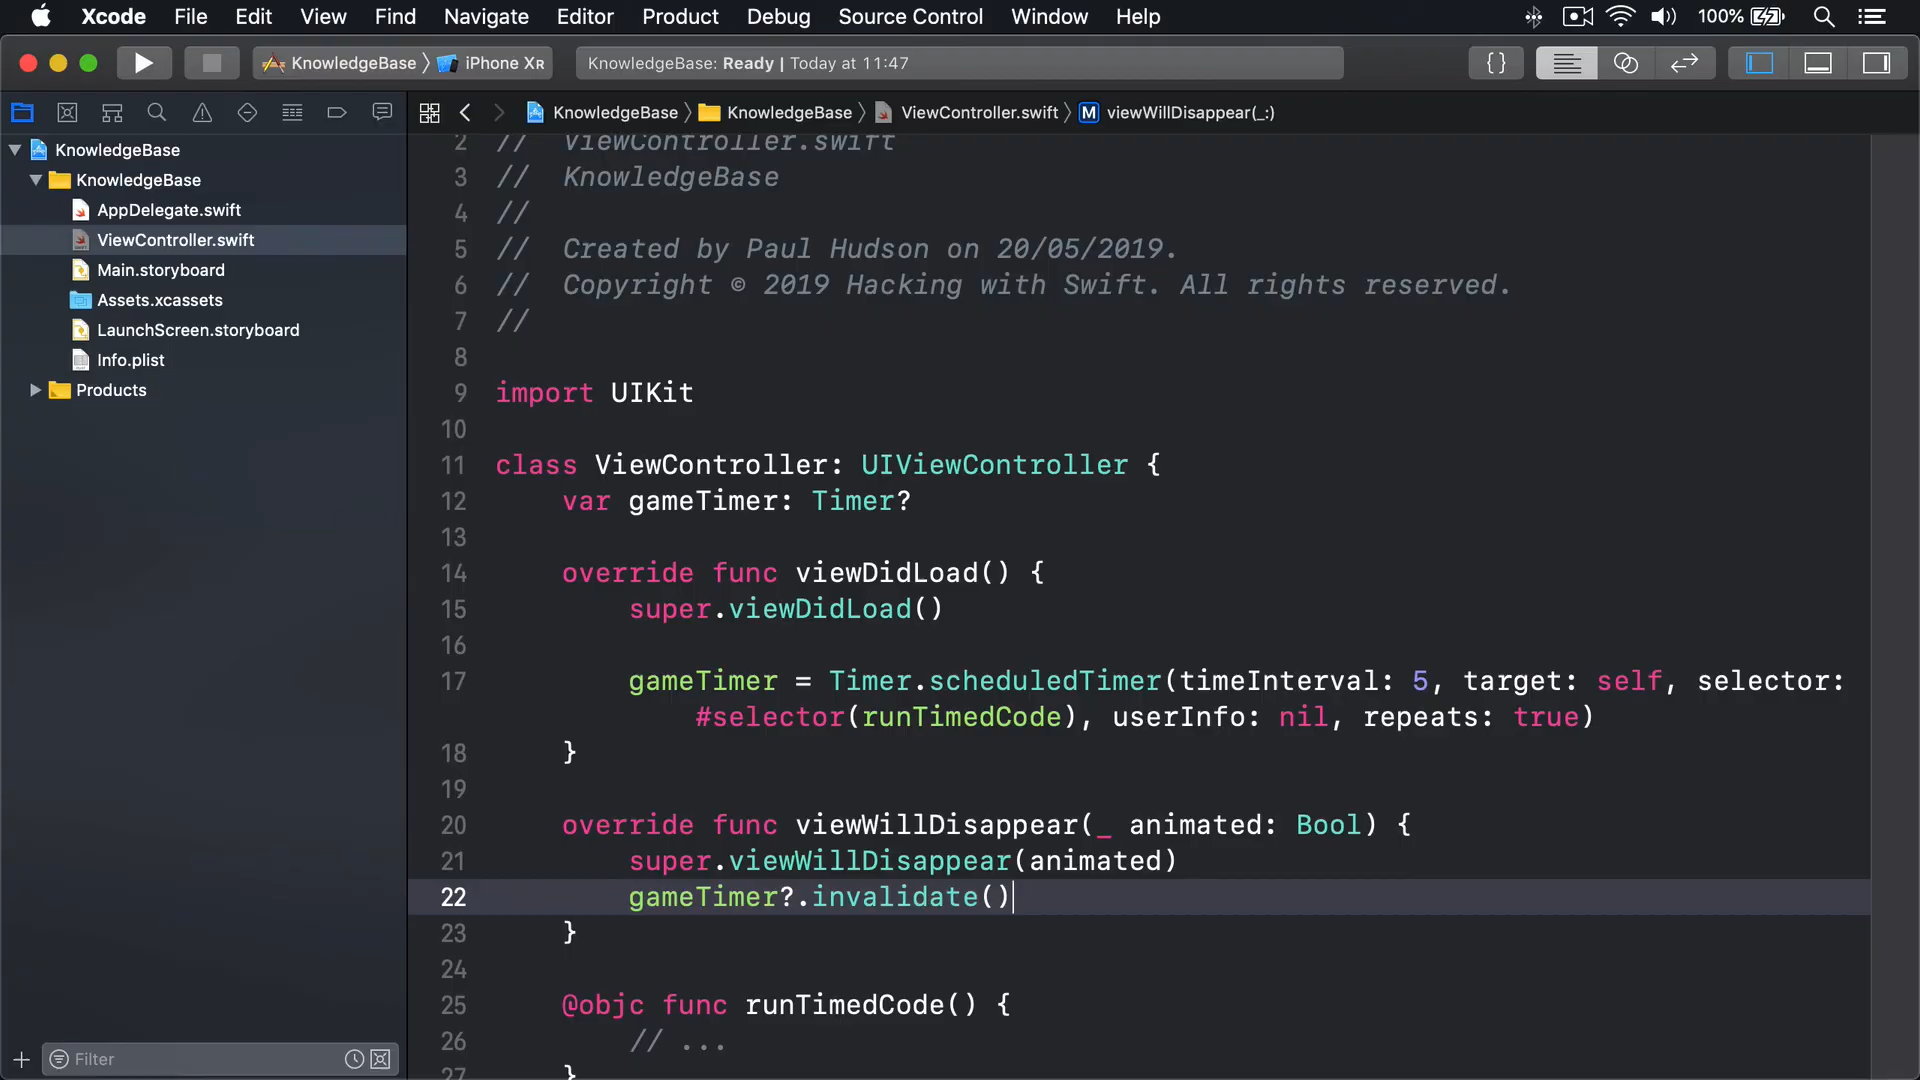 Xcode File Edit View Find Navigate Editor Product Debug Source Control Window Help 100%
KnowledgeBase iPhone XR KnowledgeBase: Ready | Today at 11:47 {}
KnowledgeBase KnowledgeBase ViewController.swift M viewWillDisappear(_:)
KnowledgeBase
KnowledgeBase
AppDelegate.swift
ViewController.swift
Main.storyboard
Assets.xcassets
LaunchScreen.storyboard
Info.plist
Products
Filter
2 // ViewController.swift
3 // KnowledgeBase
4 //
5 // Created by Paul Hudson on 20/05/2019.
6 // Copyright © 2019 Hacking with Swift. All rights reserved.
7 //
8
9 import UIKit
10
11 class ViewController: UIViewController {
12 var gameTimer: Timer?
13
14 override func viewDidLoad() {
15 super.viewDidLoad()
16
17 gameTimer = Timer.scheduledTimer(timeInterval: 5, target: self, selector:
#selector(runTimedCode), userInfo: nil, repeats: true)
18 }
19
20 override func viewWillDisappear(_ animated: Bool) {
21 super.viewWillDisappear(animated)
22 gameTimer?.invalidate()
23 }
24
25 @objc func runTimedCode() {
26 // ...
27 }